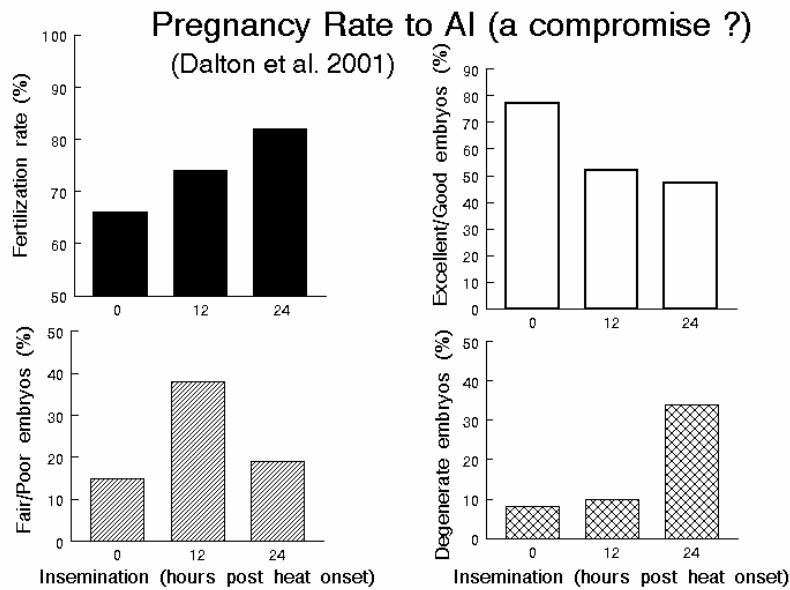 Pregnancy Rate to AI (a compromise ?)
(Dalton et al. 2001)
Fertilization rate (%)
100
90
80
70
60
50
0 12 24
Excellent/Good embryos (%)
90
80
70
60
50
40
30
20
10
0
0 12 24
Fair/Poor embryos (%)
50
40
30
20
10
0
0 12 24
Insemination (hours post heat onset)
Degenerate embryos (%)
50
40
30
20
10
0
0 12 24
Insemination (hours post heat onset)